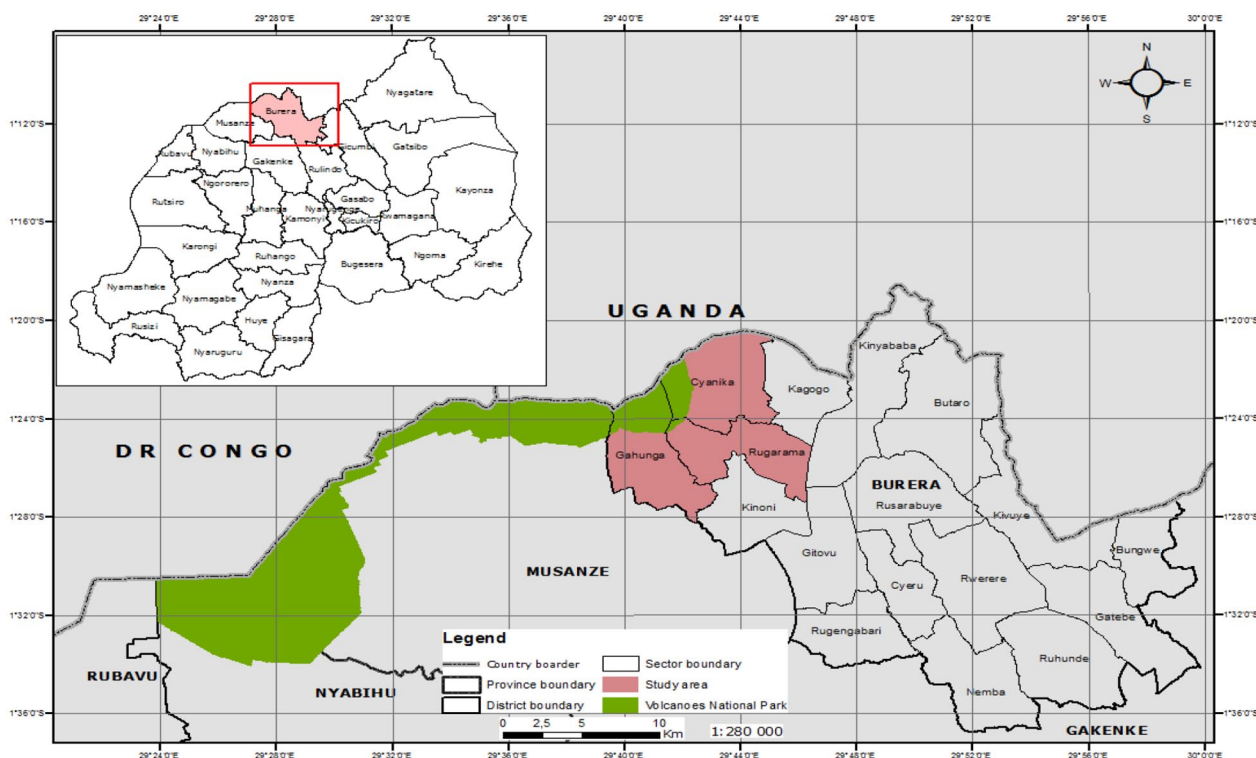 29°24'0"E 29°28'0"E 29°32'0"E 29°36'0"E 29°40'0"E 29°44'0"E 29°48'0"E 29°52'0"E 29°56'0"E 30°0'0"E
N
W E
S
Nyagatare
Burera
Musanze
Gicumbi
Gatsibo
Rubavu
Nyabihu
Gakenke
Rulindo
Ngororero
Kayonza
Rutsiro
Gasabo
Muhanga
Nyarugenge
Kamonyi
Kicukiro
Rwamagana
Karongi
Ruhango
Bugesera
Ngoma
Kirehe
Nyanza
Nyamasheke
Nyamagabe
Huye
Rusizi
Gisagara
Nyaruguru
1°12'0"S 1°12'0"S
1°16'0"S 1°16'0"S
1°20'0"S 1°20'0"S
1°24'0"S 1°24'0"S
1°28'0"S 1°28'0"S
1°32'0"S 1°32'0"S
1°36'0"S 1°36'0"S
UGANDA
DR CONGO
Kinyababa
Cyanika
Kagogo
Butaro
Gahunga
Rugarama
BURERA
Rusarabuye
Kinoni
Kivuye
Gitovu
Bungwe
MUSANZE
Cyeru
Rwerere
Gatebe
Rugengabari
Ruhunde
RUBAVU
NYABIHU
Nemba
GAKENKE
Legend
Country boarder
Province boundary
District boundary
Sector boundary
Study area
Volcanoes National Park
0 2,5 5 10
Km
1:280 000
29°24'0"E 29°28'0"E 29°32'0"E 29°36'0"E 29°40'0"E 29°44'0"E 29°48'0"E 29°52'0"E 29°56'0"E 30°0'0"E